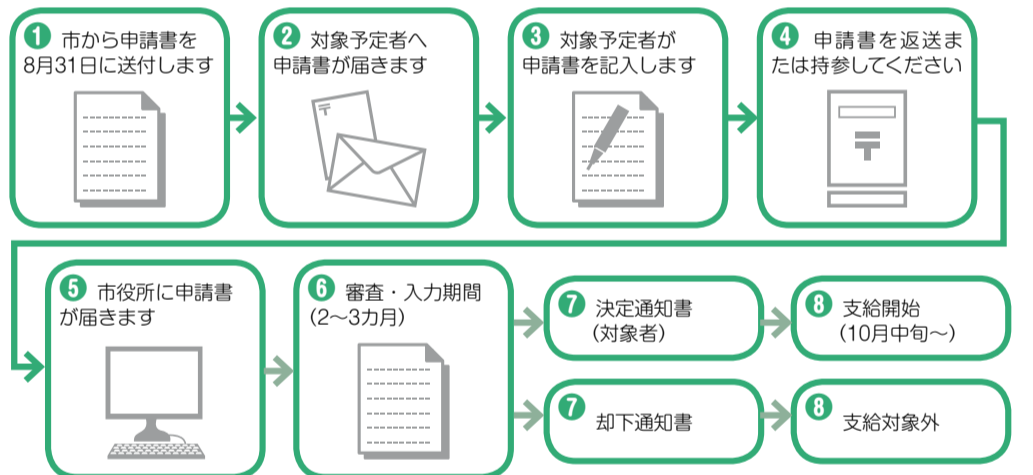 ❶ 市から申請書を
8月31日に送付します
❷ 対象予定者へ
申請書が届きます
❸ 対象予定者が
申請書を記入します
❹ 申請書を返送ま
たは持参してください
〒
〒
❺ 市役所に申請書
が届きます
❻ 審査・入力期間
(2〜3カ月)
❼ 決定通知書
(対象者)
❽ 支給開始
(10月中旬〜)
❼ 却下通知書
❽ 支給対象外